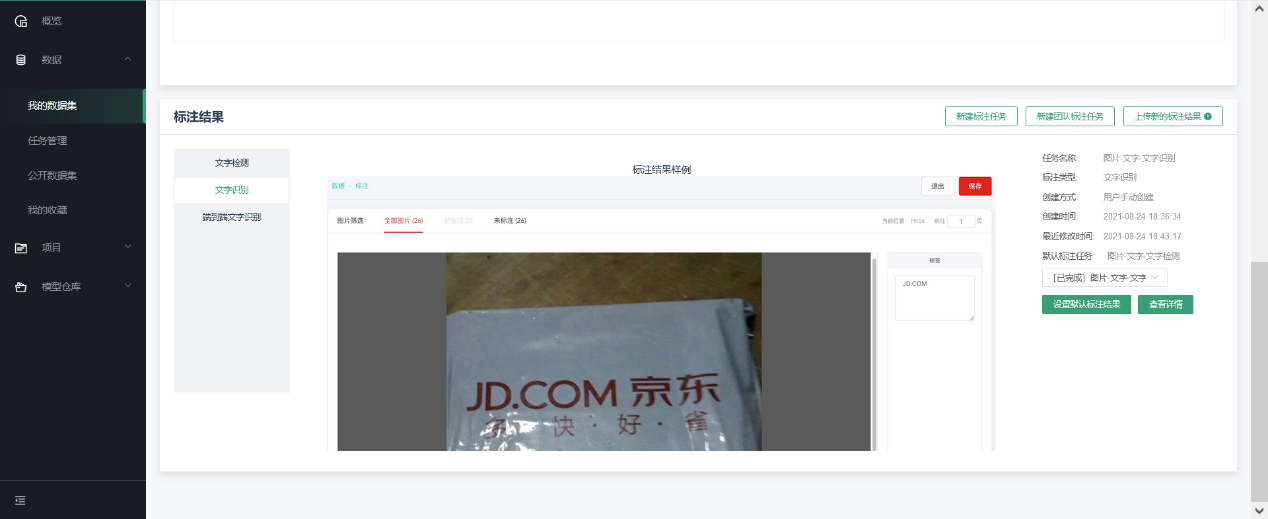 概览
数据
我的数据集
任务管理
公开数据集
我的收藏
项目
模型仓库
标注结果
新建标注任务
新建团队标注任务
上传新的标注结果
文字检测
文字识别
端到端文字识别
标注结果样例
数据 - 标注
退出
保存
图片筛选:
全部图片 (26)
已标注 (0)
未标注 (26)
当前位置: 19/26
前往 1 页
标签
JD.COM
JD.COM 京东
多·快·好·省
任务名称: 图片-文字-文字识别
标注类型: 文字识别
创建方式: 用户手动创建
创建时间: 2021-08-24 18:36:34
最近修改时间: 2021-08-24 18:43:17
默认标注任务: 图片-文字-文字检测
[已完成] 图片-文字-文字
设置默认标注结果
查看详情